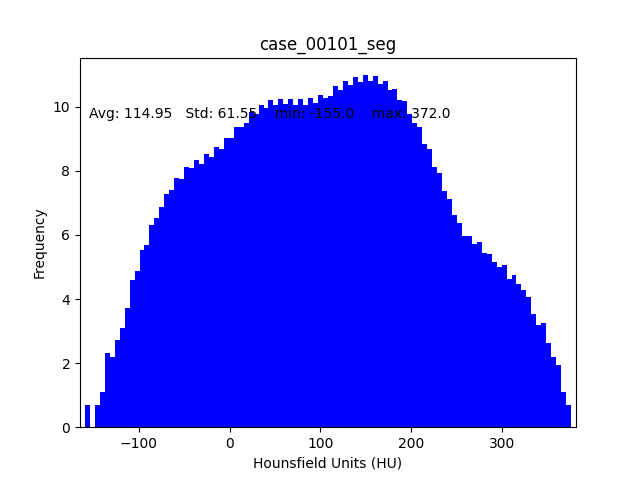 case_00101_seg
Avg: 114.95 Std: 61.55 min: -155.0 max: 372.0
10
8
6
4
2
0
Frequency
−100 0 100 200 300
Hounsfield Units (HU)